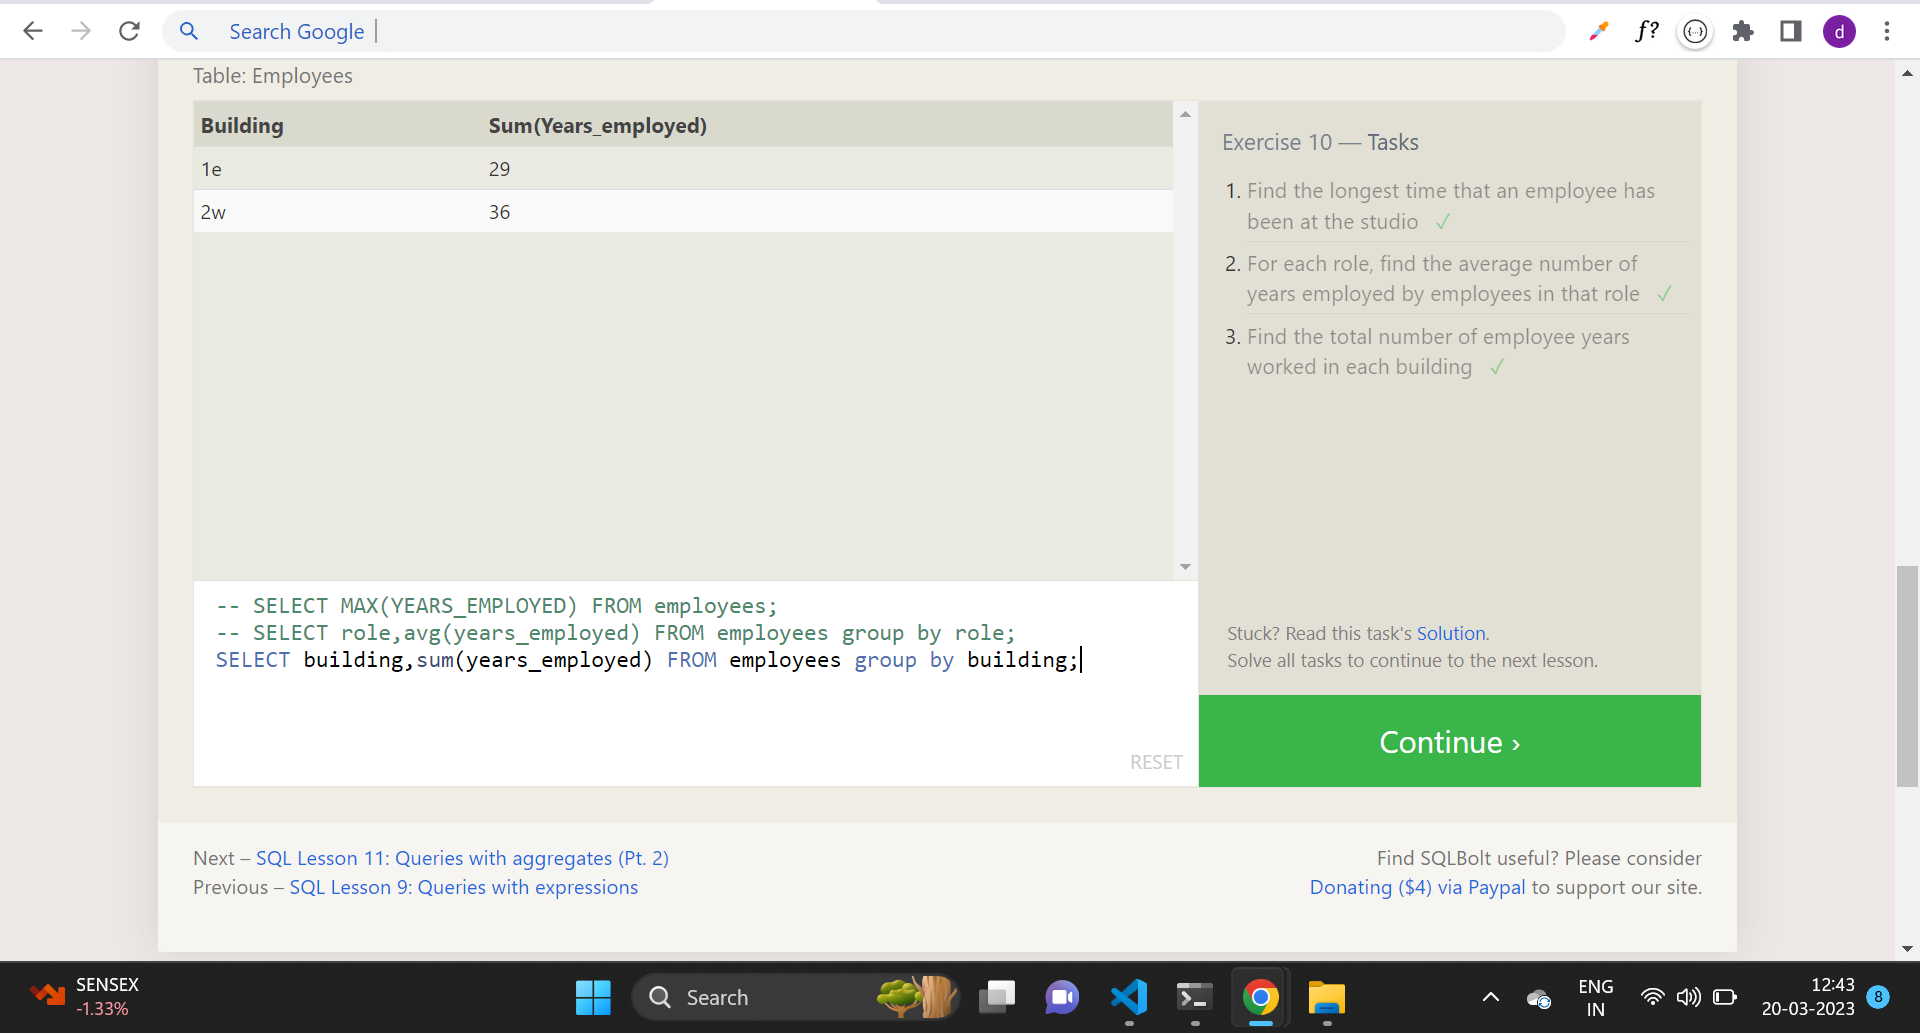 Search Google
f?
{...}
d
Table: Employees
Building Sum(Years_employed)
1e 29
2w 36
Exercise 10 — Tasks
1. Find the longest time that an employee has
been at the studio ✓
2. For each role, find the average number of
years employed by employees in that role ✓
3. Find the total number of employee years
worked in each building ✓
-- SELECT MAX(YEARS_EMPLOYED) FROM employees;
-- SELECT role,avg(years_employed) FROM employees group by role;
SELECT building,sum(years_employed) FROM employees group by building;
RESET
Stuck? Read this task's Solution.
Solve all tasks to continue to the next lesson.
Continue ›
Next – SQL Lesson 11: Queries with aggregates (Pt. 2)
Previous – SQL Lesson 9: Queries with expressions
Find SQLBolt useful? Please consider
Donating ($4) via Paypal to support our site.
SENSEX
-1.33%
Search
ENG
IN
12:43
20-03-2023
8